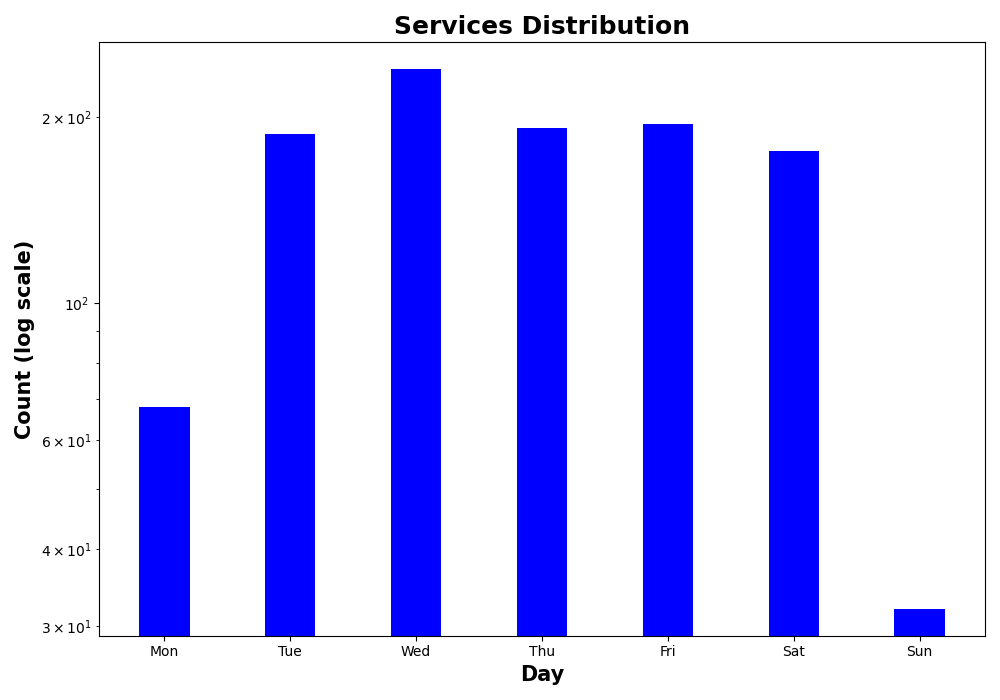 Services Distribution
Count (log scale)
2 × 10²
10²
6 × 10¹
4 × 10¹
3 × 10¹
Mon Tue Wed Thu Fri Sat Sun
Day